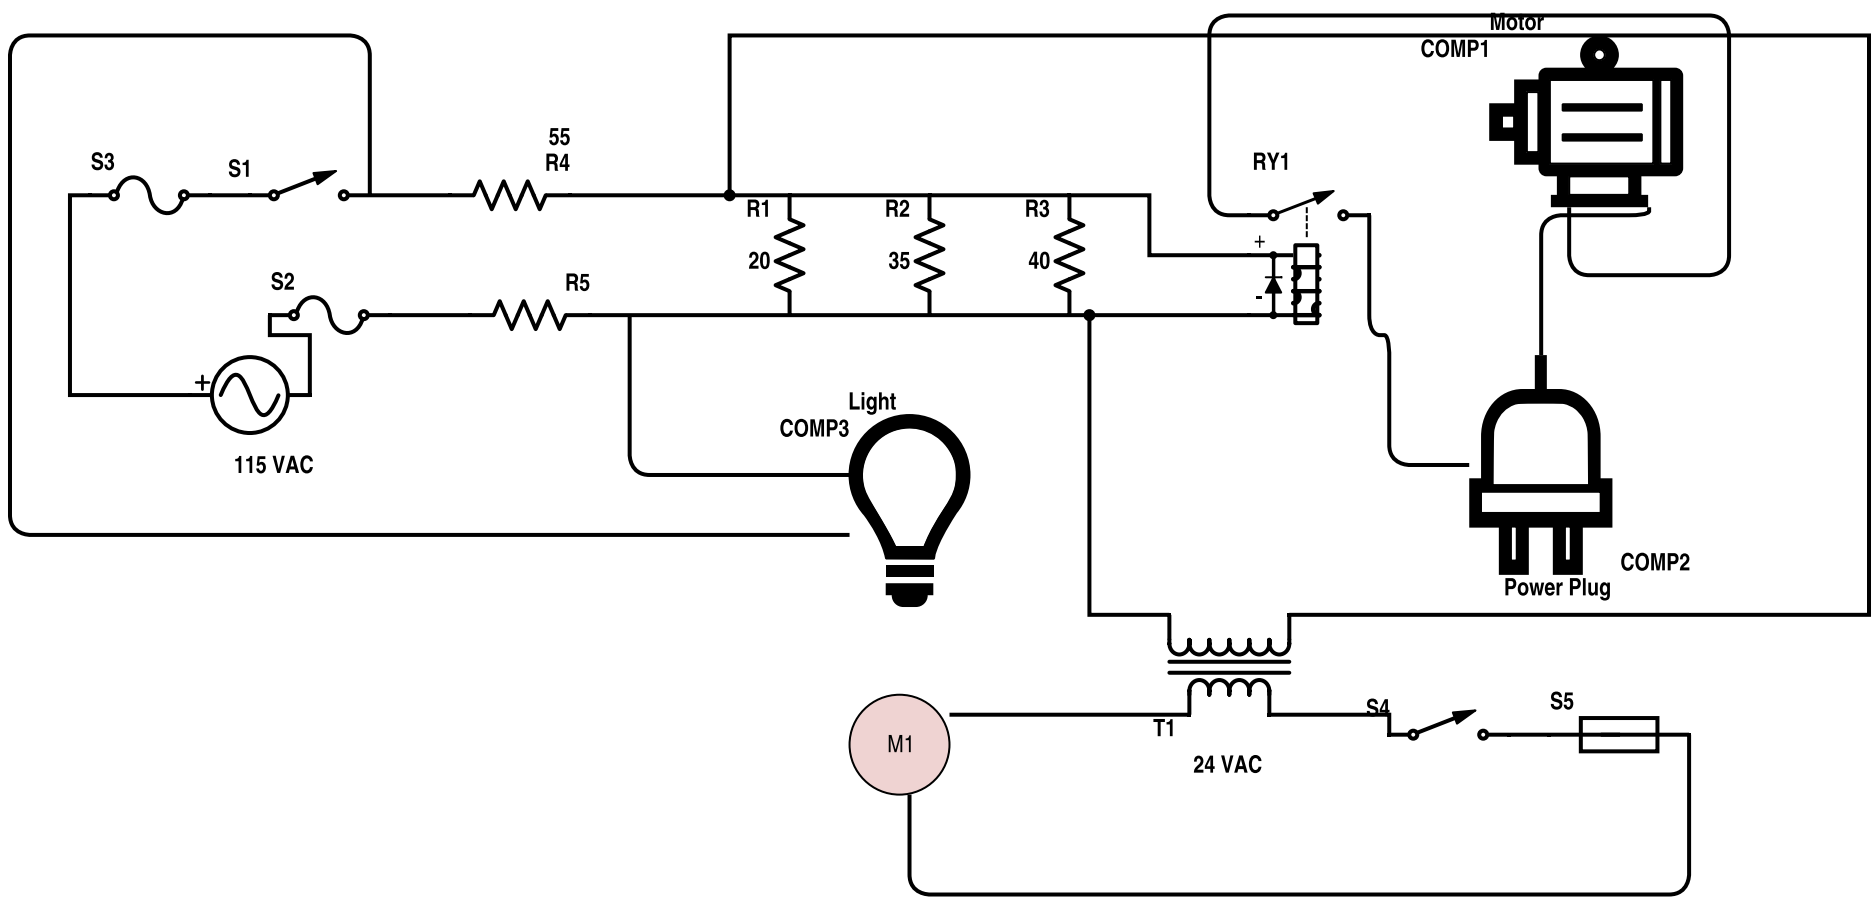 Motor
COMP1
55
R4
S3
S1
RY1
R1
R2
R3
+
20
35
40
S2
R5
-
+
Light
COMP3
115 VAC
COMP2
Power Plug
S4
S5
T1
M1
24 VAC